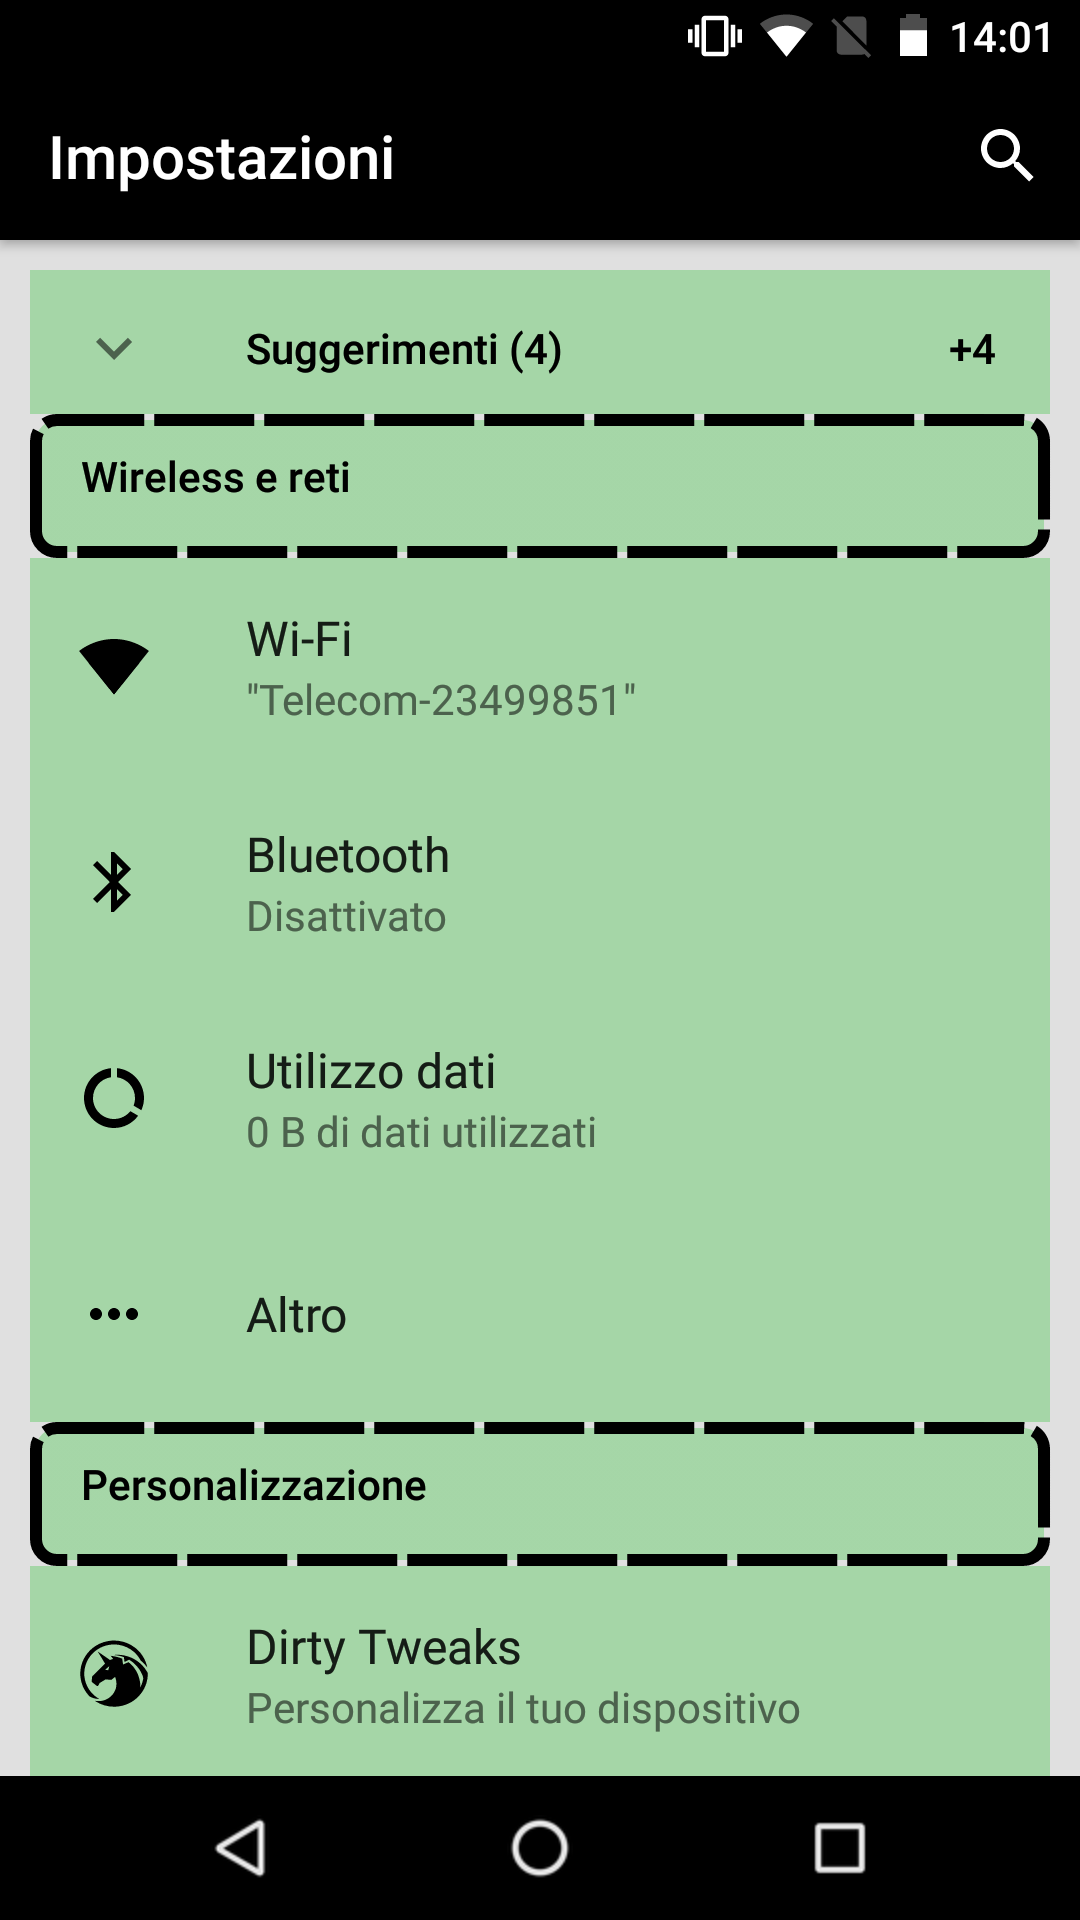 14:01
Impostazioni
Suggerimenti (4) +4
Wireless e reti
Wi-Fi
"Telecom-23499851"
Bluetooth
Disattivato
Utilizzo dati
0 B di dati utilizzati
Altro
Personalizzazione
Dirty Tweaks
Personalizza il tuo dispositivo